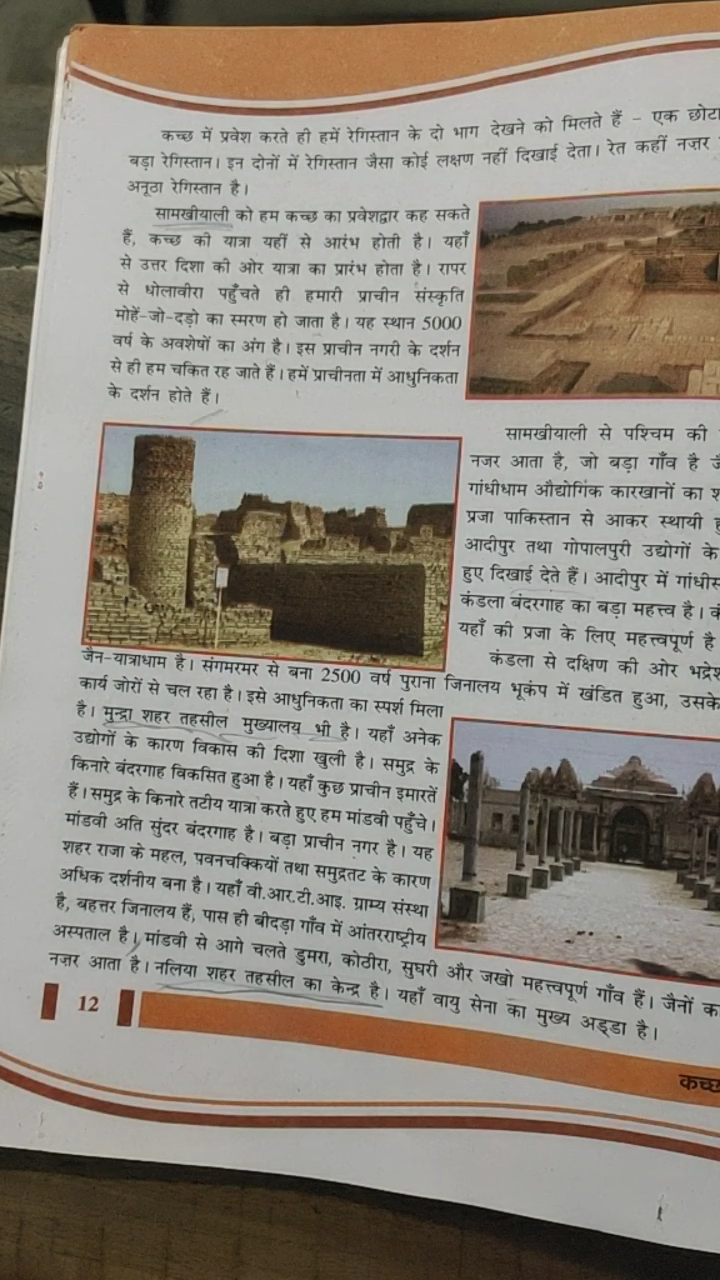 कच्छ में प्रवेश करते ही हमें रेगिस्तान के दो भाग देखने को मिलते हैं – एक छोटा
बड़ा रेगिस्तान। इन दोनों में रेगिस्तान जैसा कोई लक्षण नहीं दिखाई देता। रेत कहीं नज़र
अनूठा रेगिस्तान है।
सामखीयाली को हम कच्छ का प्रवेशद्वार कह सकते
हैं, कच्छ की यात्रा यहीं से आरंभ होती है। यहाँ
से उत्तर दिशा की ओर यात्रा का प्रारंभ होता है। रापर
से धोलावीरा पहुँचते ही हमारी प्राचीन संस्कृति
मोहें-जो-दड़ो का स्मरण हो जाता है। यह स्थान 5000
वर्ष के अवशेषों का अंग है। इस प्राचीन नगरी के दर्शन
से ही हम चकित रह जाते हैं। हमें प्राचीनता में आधुनिकता
के दर्शन होते हैं।
सामखीयाली से पश्चिम की
नजर आता है, जो बड़ा गाँव है
गांधीधाम औद्योगिक कारखानों का
प्रजा पाकिस्तान से आकर स्थायी
आदीपुर तथा गोपालपुरी उद्योगों के
हुए दिखाई देते हैं। आदीपुर में
कंडला बंदरगाह का बड़ा महत्त्व है।
यहाँ की प्रजा के लिए महत्त्वपूर्ण है
कंडला से दक्षिण की ओर
जैन-यात्राधाम है। संगमरमर से बना 2500 वर्ष पुराना जिनालय भूकंप में खंडित हुआ, उसके
कार्य जोरों से चल रहा है। इसे आधुनिकता का स्पर्श मिला
है। मुन्द्रा शहर तहसील मुख्यालय भी है। यहाँ अनेक
उद्योगों के कारण विकास की दिशा खुली है। समुद्र के
किनारे बंदरगाह विकसित हुआ है। यहाँ कुछ प्राचीन इमारतें
हैं। समुद्र के किनारे तटीय यात्रा करते हुए हम मांडवी पहुँचे।
मांडवी अति सुंदर बंदरगाह है। बड़ा प्राचीन नगर है। यह
शहर राजा के महल, पवनचक्कियों तथा समुद्रतट के कारण
अधिक दर्शनीय बना है। यहाँ वी.आर.टी.आइ. ग्राम्य संस्था
है, बहत्तर जिनालय हैं, पास ही बीदड़ा गाँव में आंतरराष्ट्रीय
अस्पताल है। मांडवी से आगे चलते डुमरा, कोठीरा, सुघरी और जखो महत्त्वपूर्ण गाँव हैं। जैनों का
नज़र आता है। नलिया शहर तहसील का केन्द्र है। यहाँ वायु सेना का मुख्य अड्डा है।
12
कच्छ